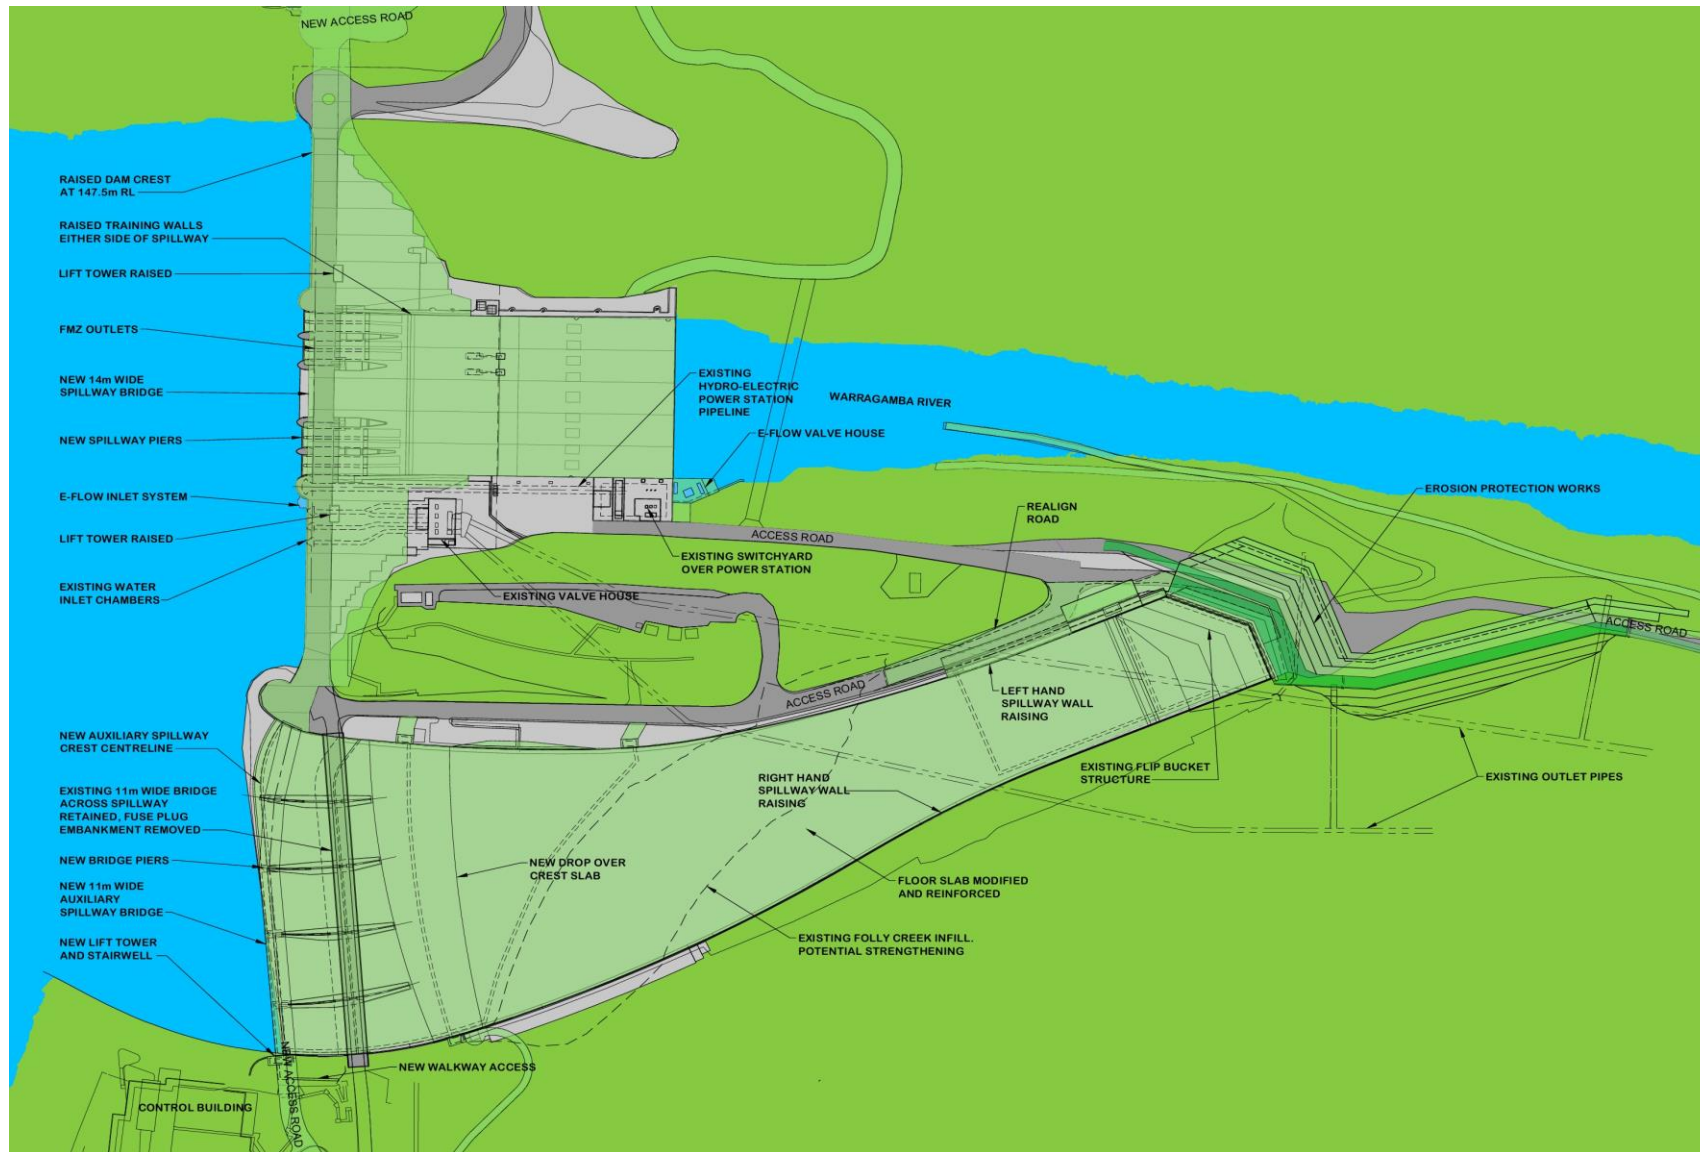 NEW ACCESS ROAD
RAISED DAM CREST
AT 147.5m RL
RAISED TRAINING WALLS
EITHER SIDE OF SPILLWAY
LIFT TOWER RAISED
FMZ OUTLETS
NEW 14m WIDE
SPILLWAY BRIDGE
NEW SPILLWAY PIERS
E-FLOW INLET SYSTEM
LIFT TOWER RAISED
EXISTING WATER
INLET CHAMBERS
EXISTING
HYDRO-ELECTRIC
POWER STATION
PIPELINE
WARRAGAMBA RIVER
E-FLOW VALVE HOUSE
EROSION PROTECTION WORKS
REALIGN
ROAD
ACCESS ROAD
EXISTING SWITCHYARD
OVER POWER STATION
EXISTING VALVE HOUSE
ACCESS ROAD
ACCESS ROAD
LEFT HAND
SPILLWAY WALL
RAISING
NEW AUXILIARY SPILLWAY
CREST CENTRELINE
EXISTING 11m WIDE BRIDGE
ACROSS SPILLWAY
RETAINED, FUSE PLUG
EMBANKMENT REMOVED
NEW BRIDGE PIERS
NEW 11m WIDE
AUXILIARY
SPILLWAY BRIDGE
NEW LIFT TOWER
AND STAIRWELL
RIGHT HAND
SPILLWAY WALL
RAISING
EXISTING FLIP BUCKET
STRUCTURE
EXISTING OUTLET PIPES
NEW DROP OVER
CREST SLAB
FLOOR SLAB MODIFIED
AND REINFORCED
EXISTING FOLLY CREEK INFILL.
POTENTIAL STRENGTHENING
NEW WALKWAY ACCESS
CONTROL BUILDING
NEW ACCESS ROAD